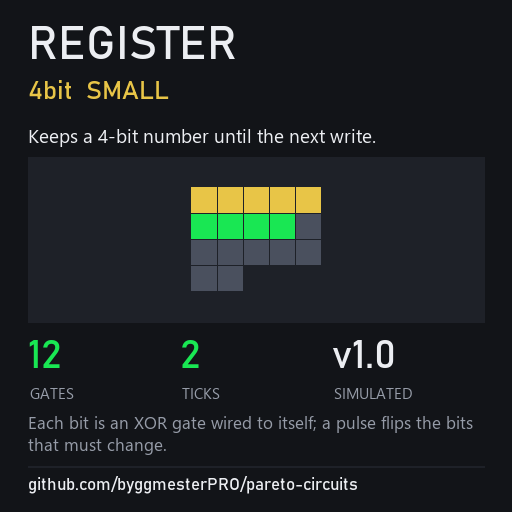 REGISTER
4bit SMALL
Keeps a 4-bit number until the next write.
12 2 v1.0
GATES TICKS SIMULATED
Each bit is an XOR gate wired to itself; a pulse flips the bits
that must change.
github.com/byggmesterPRO/pareto-circuits